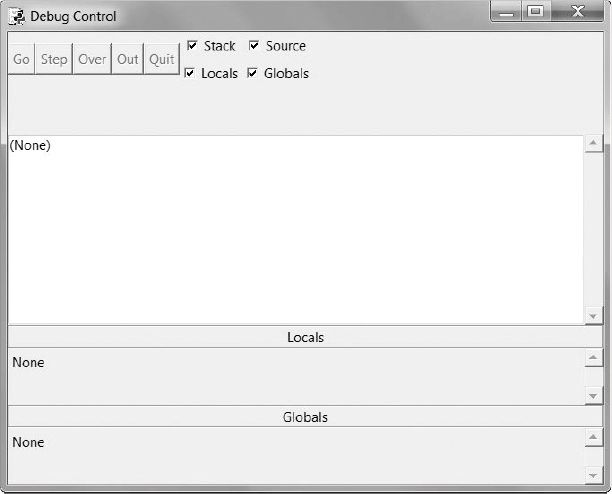 Debug Control
Go Step Over Out Quit
Stack Source
Locals Globals
(None)
Locals
None
Globals
None